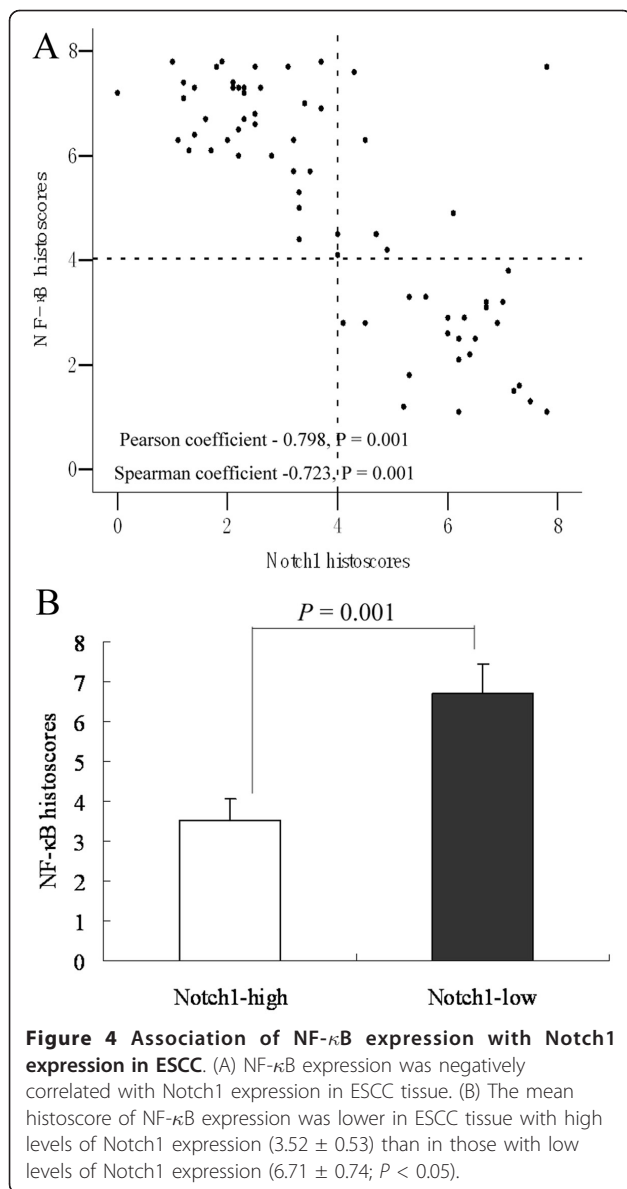 A
8
6
4
2
0
NF-κB histoscores
Pearson coefficient - 0.798, P = 0.001
Spearman coefficient -0.723, P = 0.001
0 2 4 6 8
Notch1 histoscores
B
P = 0.001
8
7
6
5
4
3
2
1
0
NF-κB histoscores
Notch1-high Notch1-low
Figure 4 Association of NF-κB expression with Notch1
expression in ESCC. (A) NF-κB expression was negatively
correlated with Notch1 expression in ESCC tissue. (B) The mean
histoscore of NF-κB expression was lower in ESCC tissue with high
levels of Notch1 expression (3.52 ± 0.53) than in those with low
levels of Notch1 expression (6.71 ± 0.74; P < 0.05).